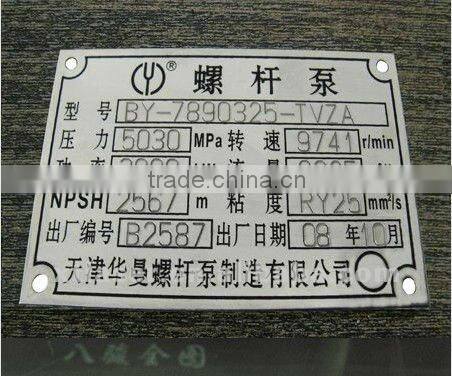 ® 螺杆泵
型号 BY-7890325-TVZA
压力 5030 MPa 转速 9741 r/min
trade.china.cn
NPSH 2567 m 粘度 RY25 mm²/s
出厂编号 B2587 出厂日期 08 年 10 月
天津华曼螺杆泵制造有限公司